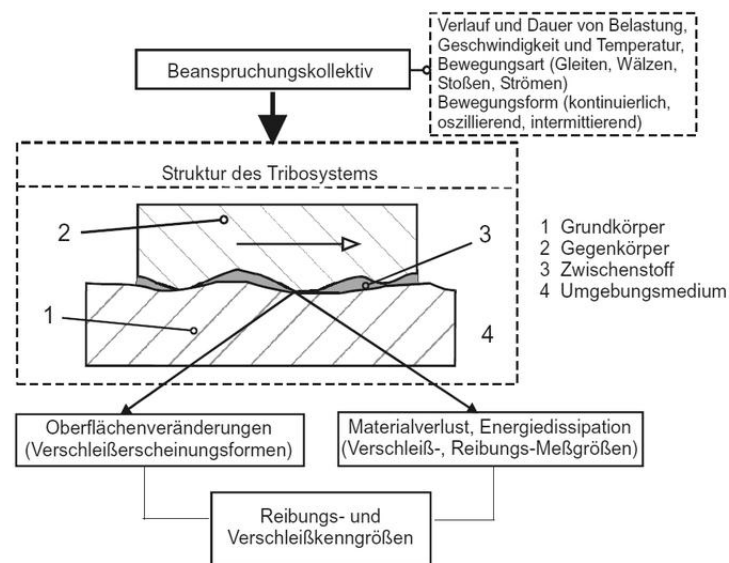 Verlauf und Dauer von Belastung,
Geschwindigkeit und Temperatur,
Bewegungsart (Gleiten, Wälzen,
Stoßen, Strömen)
Bewegungsform (kontinuierlich,
oszillierend, intermittierend)
Beanspruchungskollektiv
Struktur des Tribosystems
2
3
1
4
1 Grundkörper
2 Gegenkörper
3 Zwischenstoff
4 Umgebungsmedium
Oberflächenveränderungen
(Verschleißerscheinungsformen)
Materialverlust, Energiedissipation
(Verschleiß-, Reibungs-Meßgrößen)
Reibungs- und
Verschleißkenngrößen